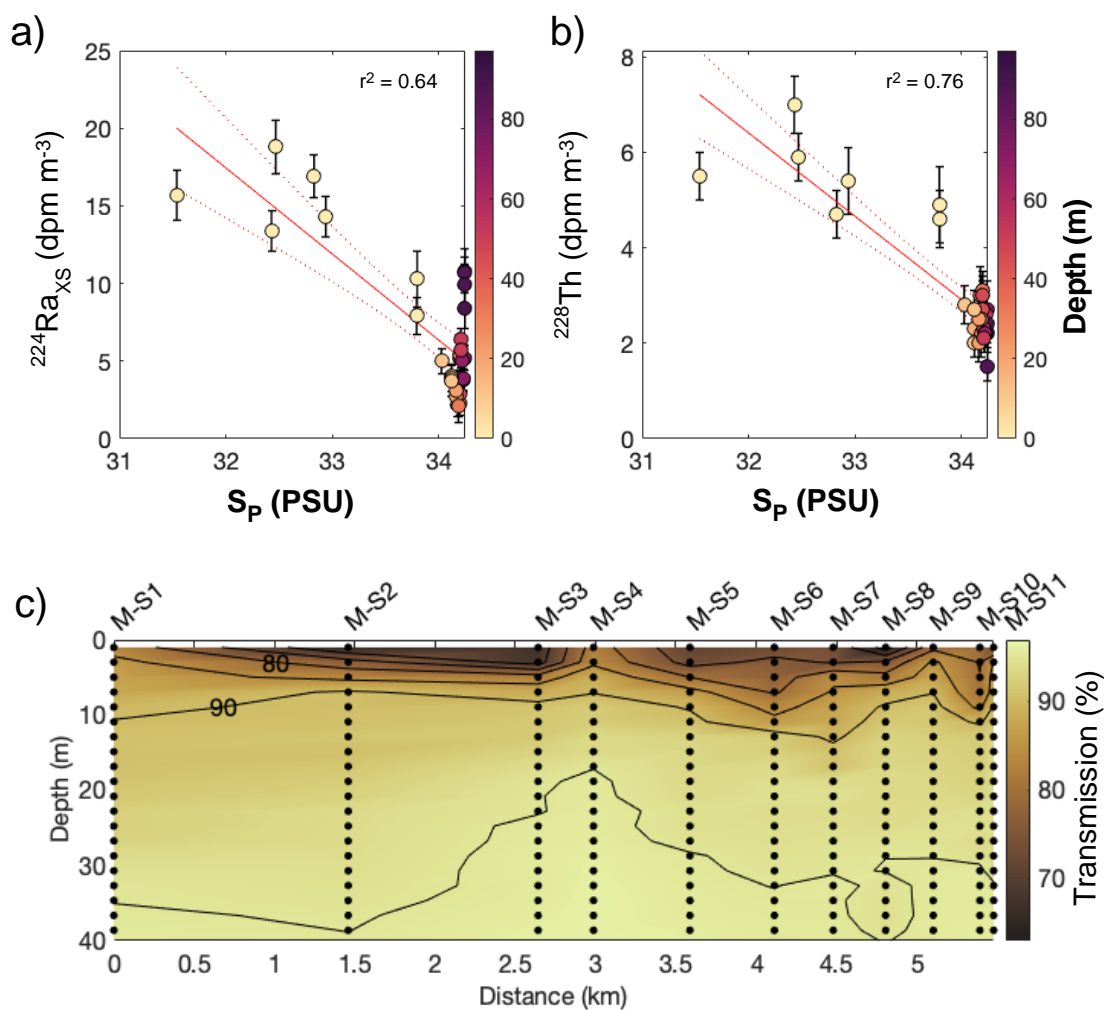 a)
r² = 0.64
²²⁴Ra_XS (dpm m⁻³)
25
20
15
10
5
0
31
32
33
34
S_P (PSU)
80
60
40
20
0
b)
r² = 0.76
²²⁸Th (dpm m⁻³)
8
6
4
2
0
31
32
33
34
S_P (PSU)
80
60
40
20
0
Depth (m)
c)
M-S1
M-S2
M-S3
M-S4
M-S5
M-S6
M-S7
M-S8
M-S9
M-S10
M-S11
Depth (m)
0
10
20
30
40
80
90
0
0.5
1
1.5
2
2.5
3
3.5
4
4.5
5
Distance (km)
90
80
70
Transmission (%)